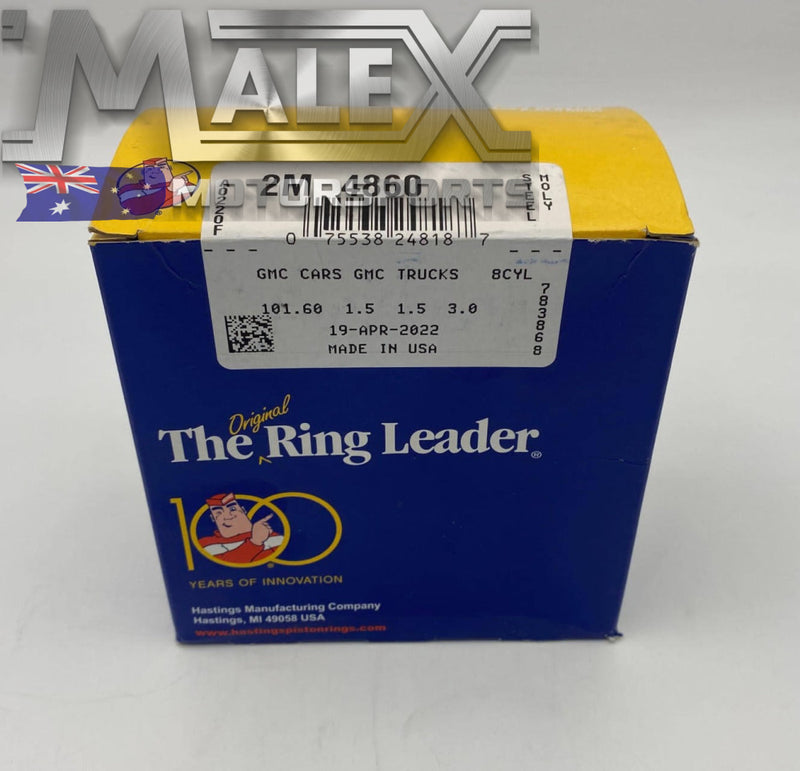 MALEX
MOTORSPORTS
2M 4860
MOLY
STEEL
0 75538 24818 7
GMC CARS GMC TRUCKS 8CYL
101.60 1.5 1.5 3.0
783868
19-APR-2022
MADE IN USA
Original
The Ring Leader®
100
YEARS OF INNOVATION
Hastings Manufacturing Company
Hastings, MI 49058 USA
www.hastingspistonrings.com